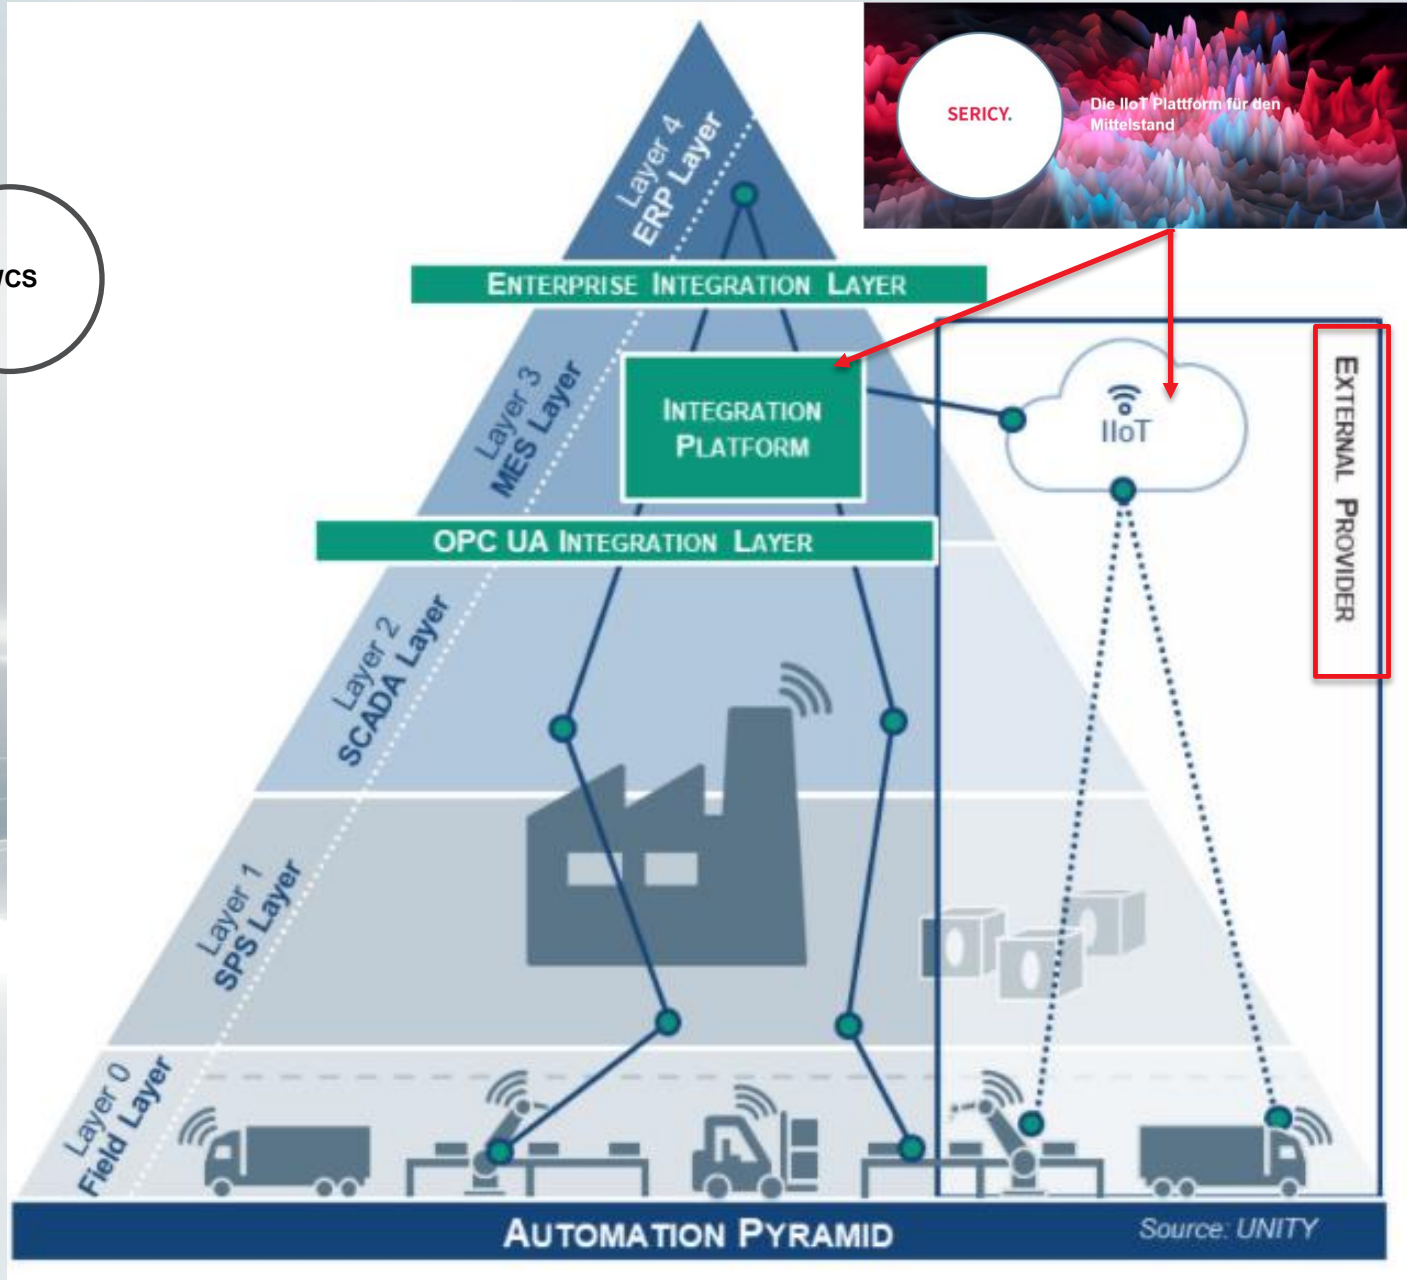 SERICY.
Die IIoT Plattform für den
Mittelstand
Layer 4
ERP Layer
ENTERPRISE INTEGRATION LAYER
Layer 3
MES Layer
INTEGRATION
PLATFORM
IIoT
EXTERNAL PROVIDER
OPC UA INTEGRATION LAYER
Layer 2
SCADA Layer
Layer 1
SPS Layer
Layer 0
Field Layer
AUTOMATION PYRAMID
Source: UNITY